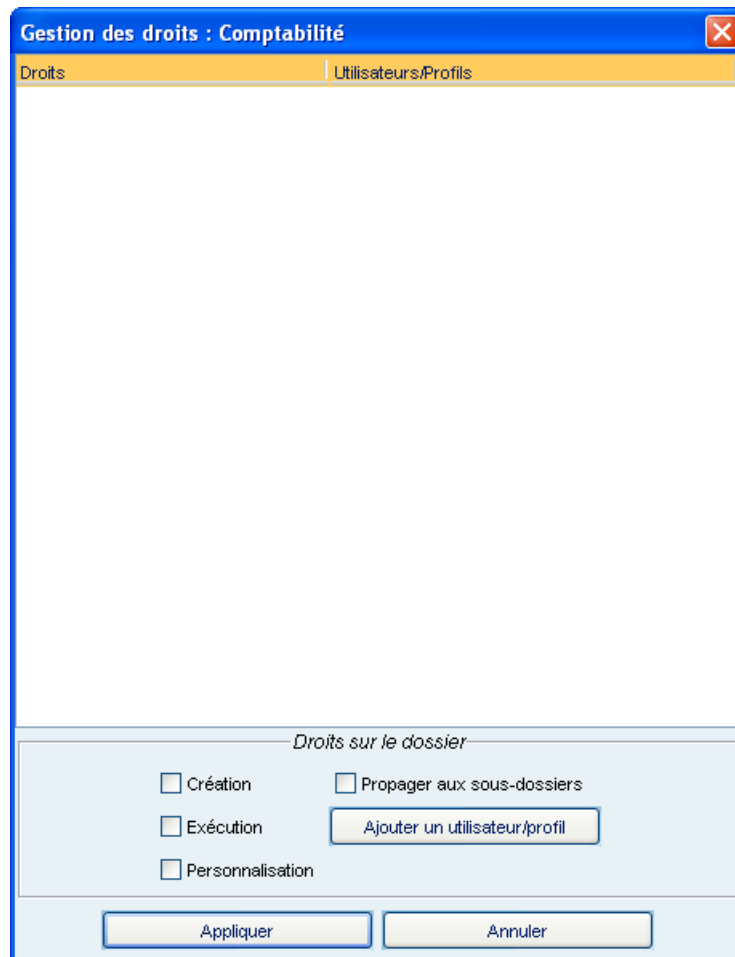 Gestion des droits : Comptabilité
Droits Utilisateurs/Profils
Droits sur le dossier
Création Propager aux sous-dossiers
Exécution Ajouter un utilisateur/profil
Personnalisation
Appliquer Annuler